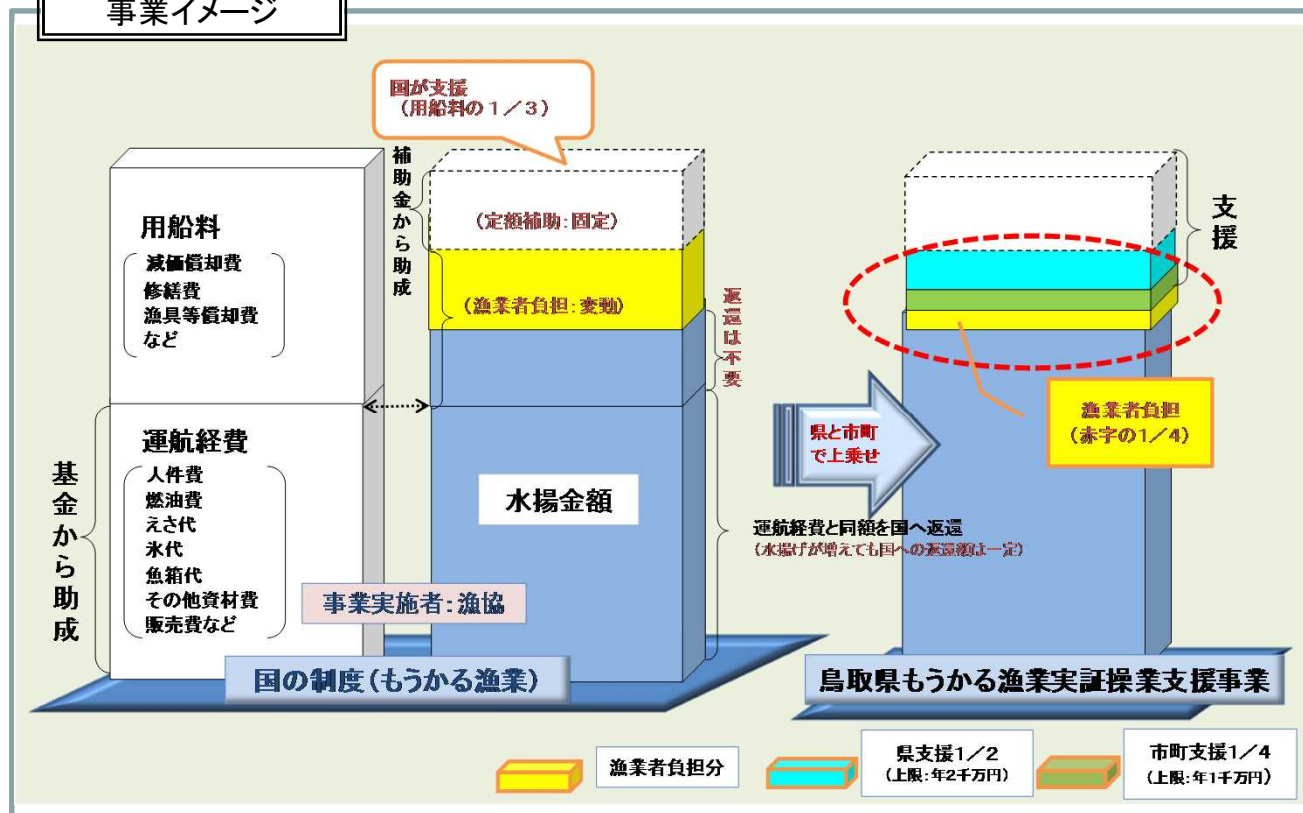 事業イメージ
国が支援
(用船料の1/3)
用船料
減価償却費
修繕費
漁具等償却費
など
補助金から助成
(定額補助:固定)
(漁業者負担:変動)
返還は不要
支援
漁業者負担
(赤字の1/4)
県と市町
で上乗せ
基金から助成
運航経費
人件費
燃油費
えさ代
氷代
魚箱代
その他資材費
販売費など
水揚金額
運航経費と同額を国へ返還
(水揚げが増えても国への返還額は一定)
事業実施者:漁協
国の制度(もうかる漁業)
鳥取県もうかる漁業実証操業支援事業
漁業者負担分
県支援1/2
(上限:年2千万円)
市町支援1/4
(上限:年1千万円)